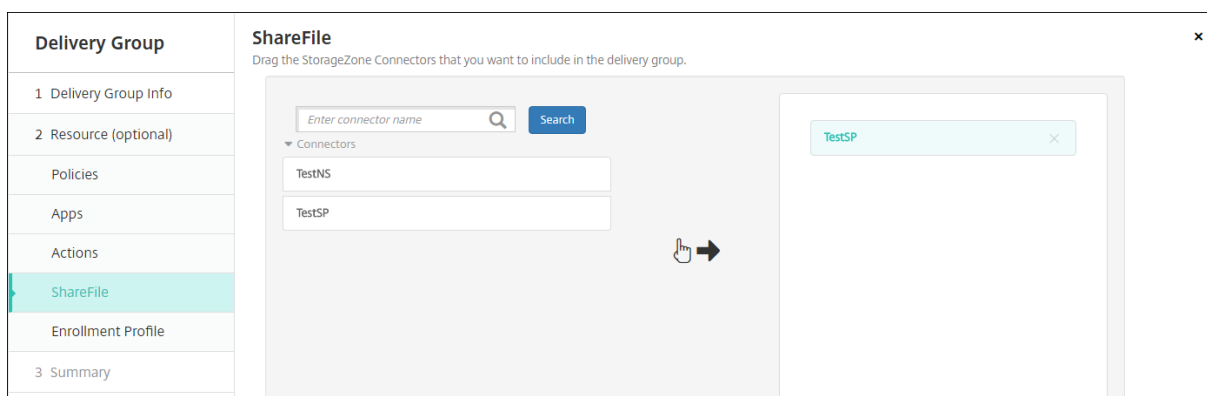 Delivery Group
1 Delivery Group Info
2 Resource (optional)
Policies
Apps
Actions
ShareFile
Enrollment Profile
3 Summary
ShareFile
Drag the StorageZone Connectors that you want to include in the delivery group.
Enter connector name
Search
Connectors
TestNS
TestSP
TestSP